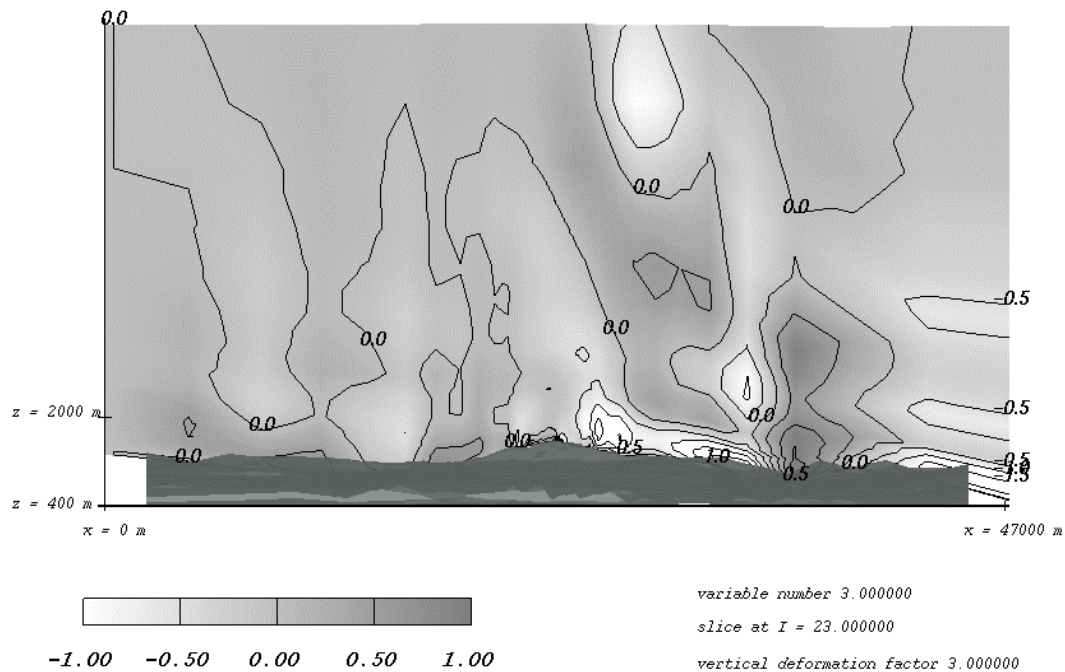 0.0
0.0
0.0
-0.5
0.0
0.0
z = 2000 m
0.0
0.0
-0.5
0.0
-0.5
1.0
0.0
0.5
0.0
-0.5
z = 400 m
x = 0 m
x = 47000 m
variable number 3.000000
slice at I = 23.000000
-1.00 -0.50 0.00 0.50 1.00
vertical deformation factor 3.000000